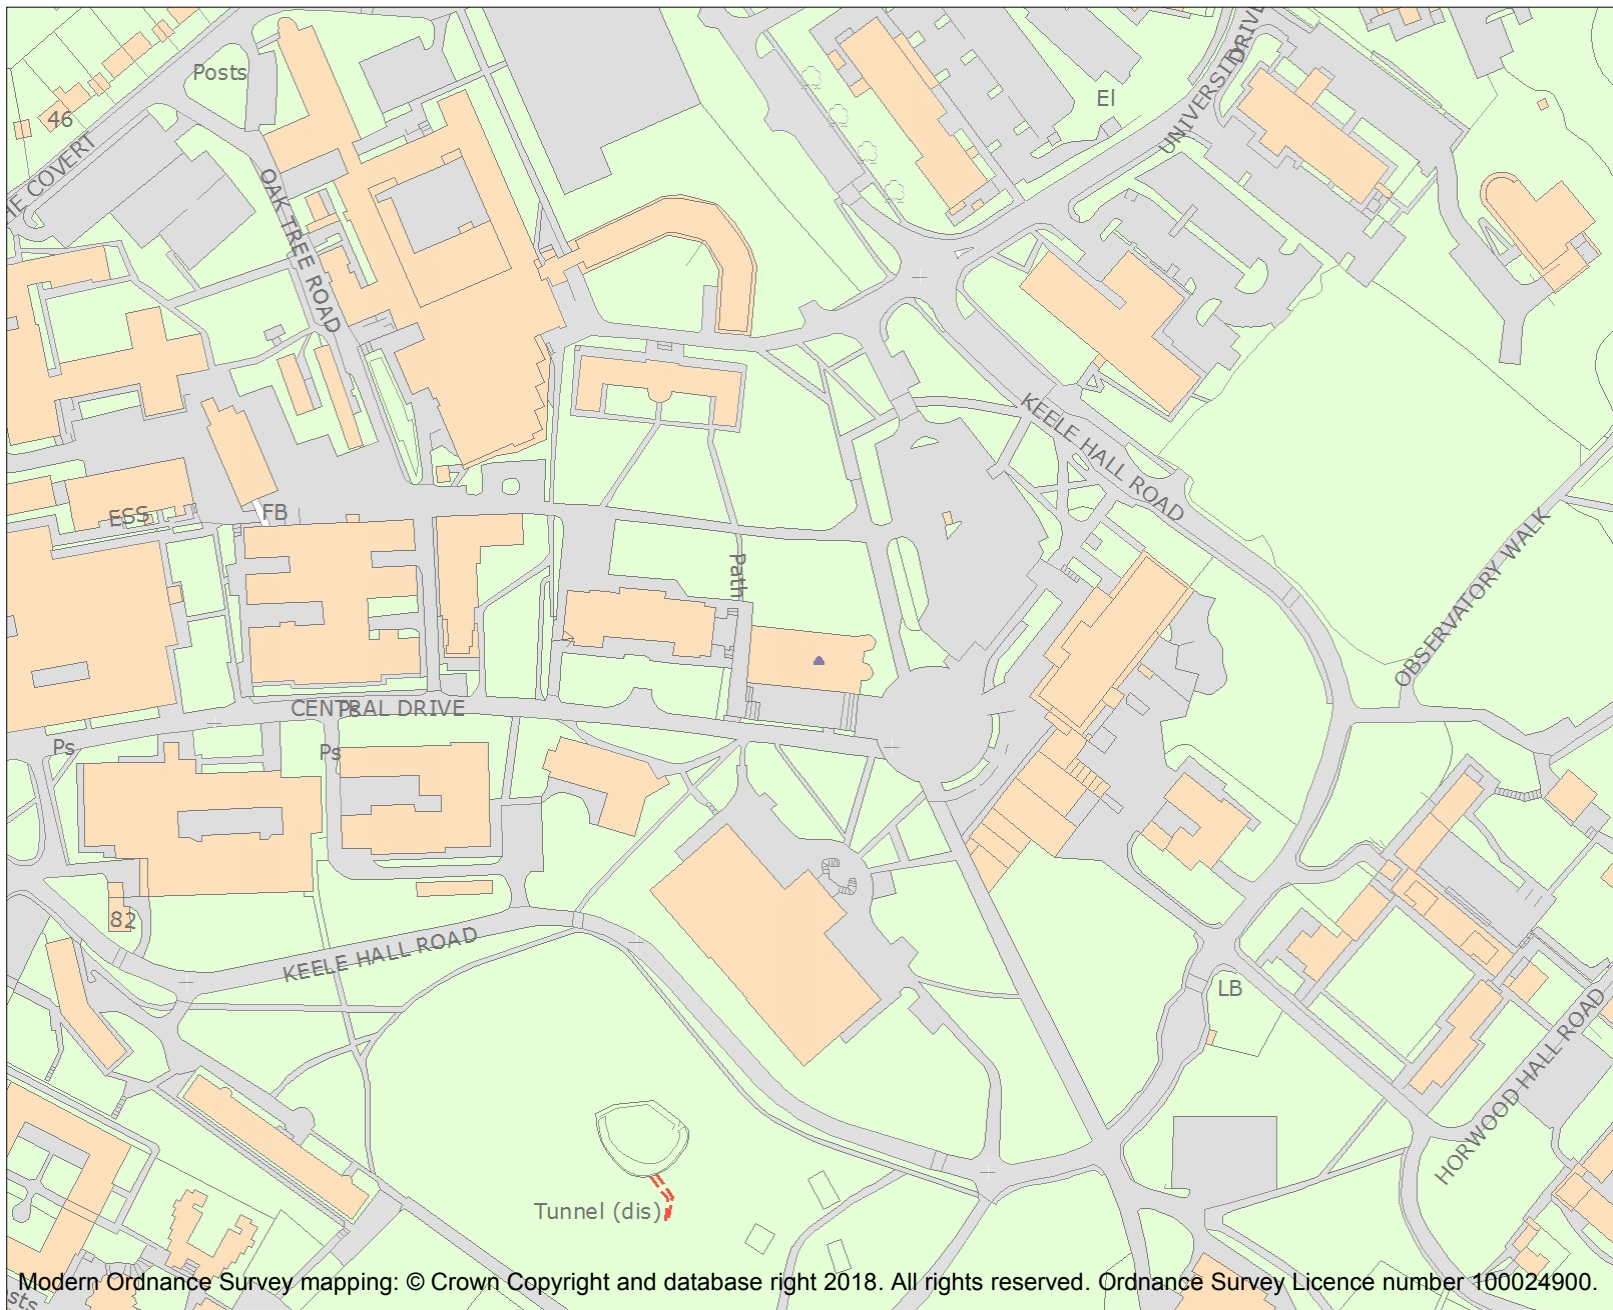 Posts
El
UNIVERSITY
DRIVE
46
HE COVERT
OAK TREE ROAD
KEELE HALL ROAD
ESS
FB
Path
OBSERVATORY WALK
CENTRAL DRIVE
Ps
Ps
Ps
82
KEELE HALL ROAD
LB
HORWOOD HALL ROAD
Tunnel (dis)
Modern Ordnance Survey mapping: © Crown Copyright and database right 2018. All rights reserved. Ordnance Survey Licence number 100024900.
sts